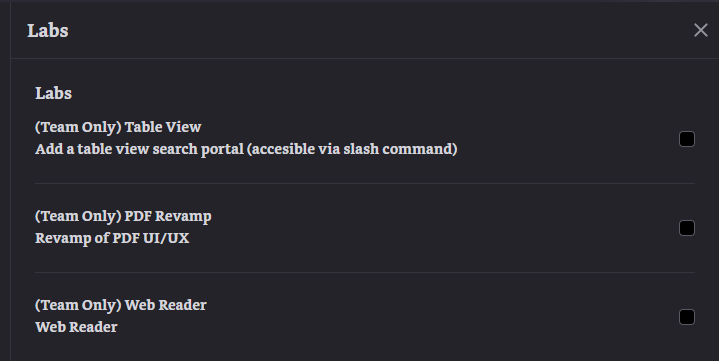 Labs
Labs
(Team Only) Table View
Add a table view search portal (accesible via slash command)
(Team Only) PDF Revamp
Revamp of PDF UI/UX
(Team Only) Web Reader
Web Reader